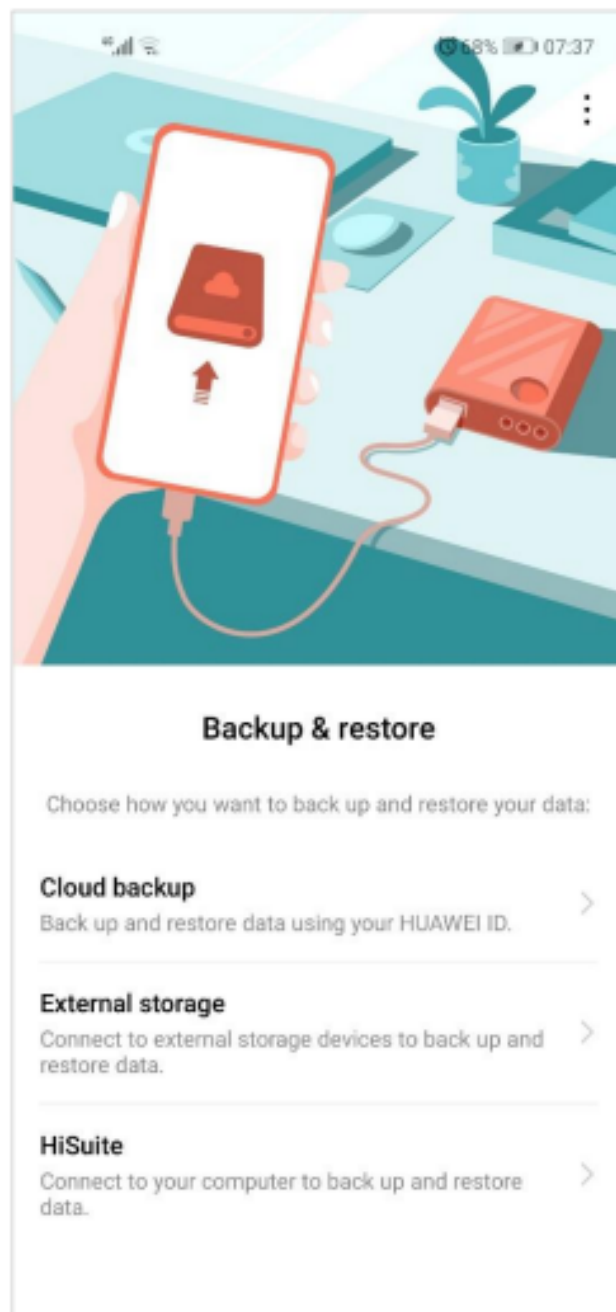 4G 68% 07:37
Backup & restore
Choose how you want to back up and restore your data:
Cloud backup
Back up and restore data using your HUAWEI ID.
External storage
Connect to external storage devices to back up and
restore data.
HiSuite
Connect to your computer to back up and restore
data.